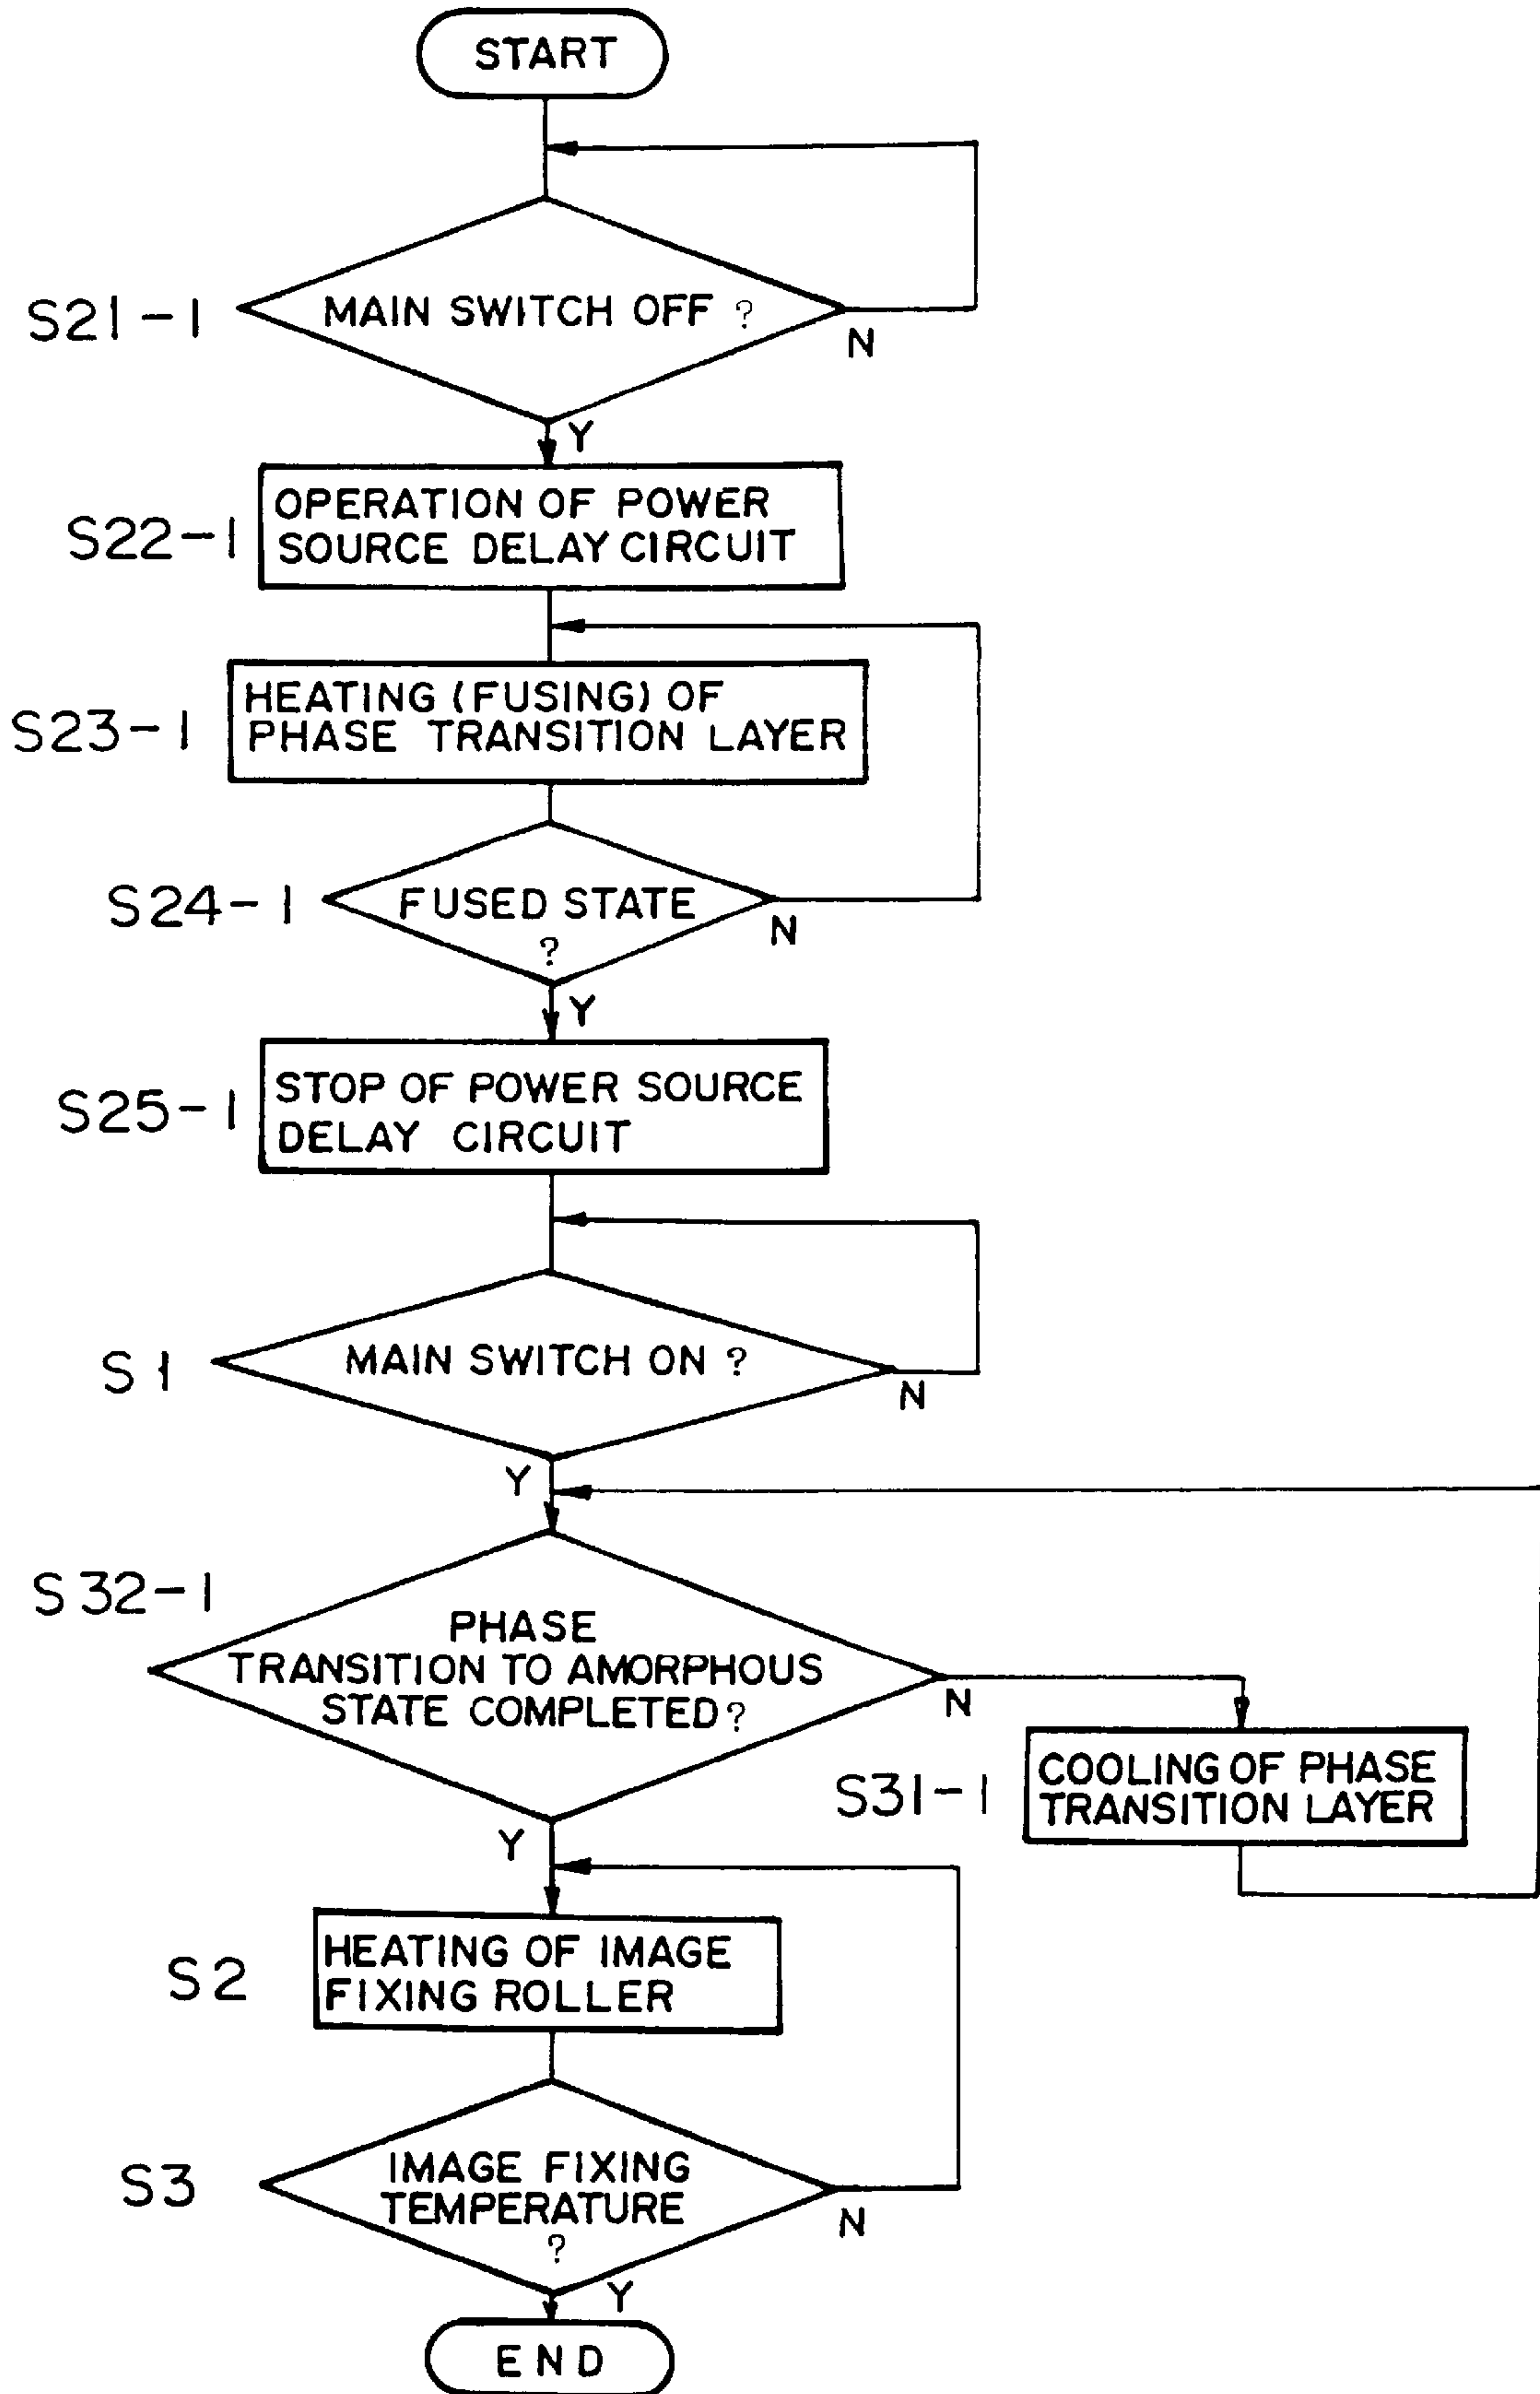 START
S21-1
MAIN SWITCH OFF ?
N
Y
S22-1
OPERATION OF POWER
SOURCE DELAY CIRCUIT
S23-1
HEATING (FUSING) OF
PHASE TRANSITION LAYER
S24-1
FUSED STATE
?
N
Y
S25-1
STOP OF POWER SOURCE
DELAY CIRCUIT
S1
MAIN SWITCH ON ?
N
Y
S32-1
PHASE
TRANSITION TO AMORPHOUS
STATE COMPLETED?
N
S31-1
COOLING OF PHASE
TRANSITION LAYER
Y
S2
HEATING OF IMAGE
FIXING ROLLER
S3
IMAGE FIXING
TEMPERATURE
?
N
Y
END